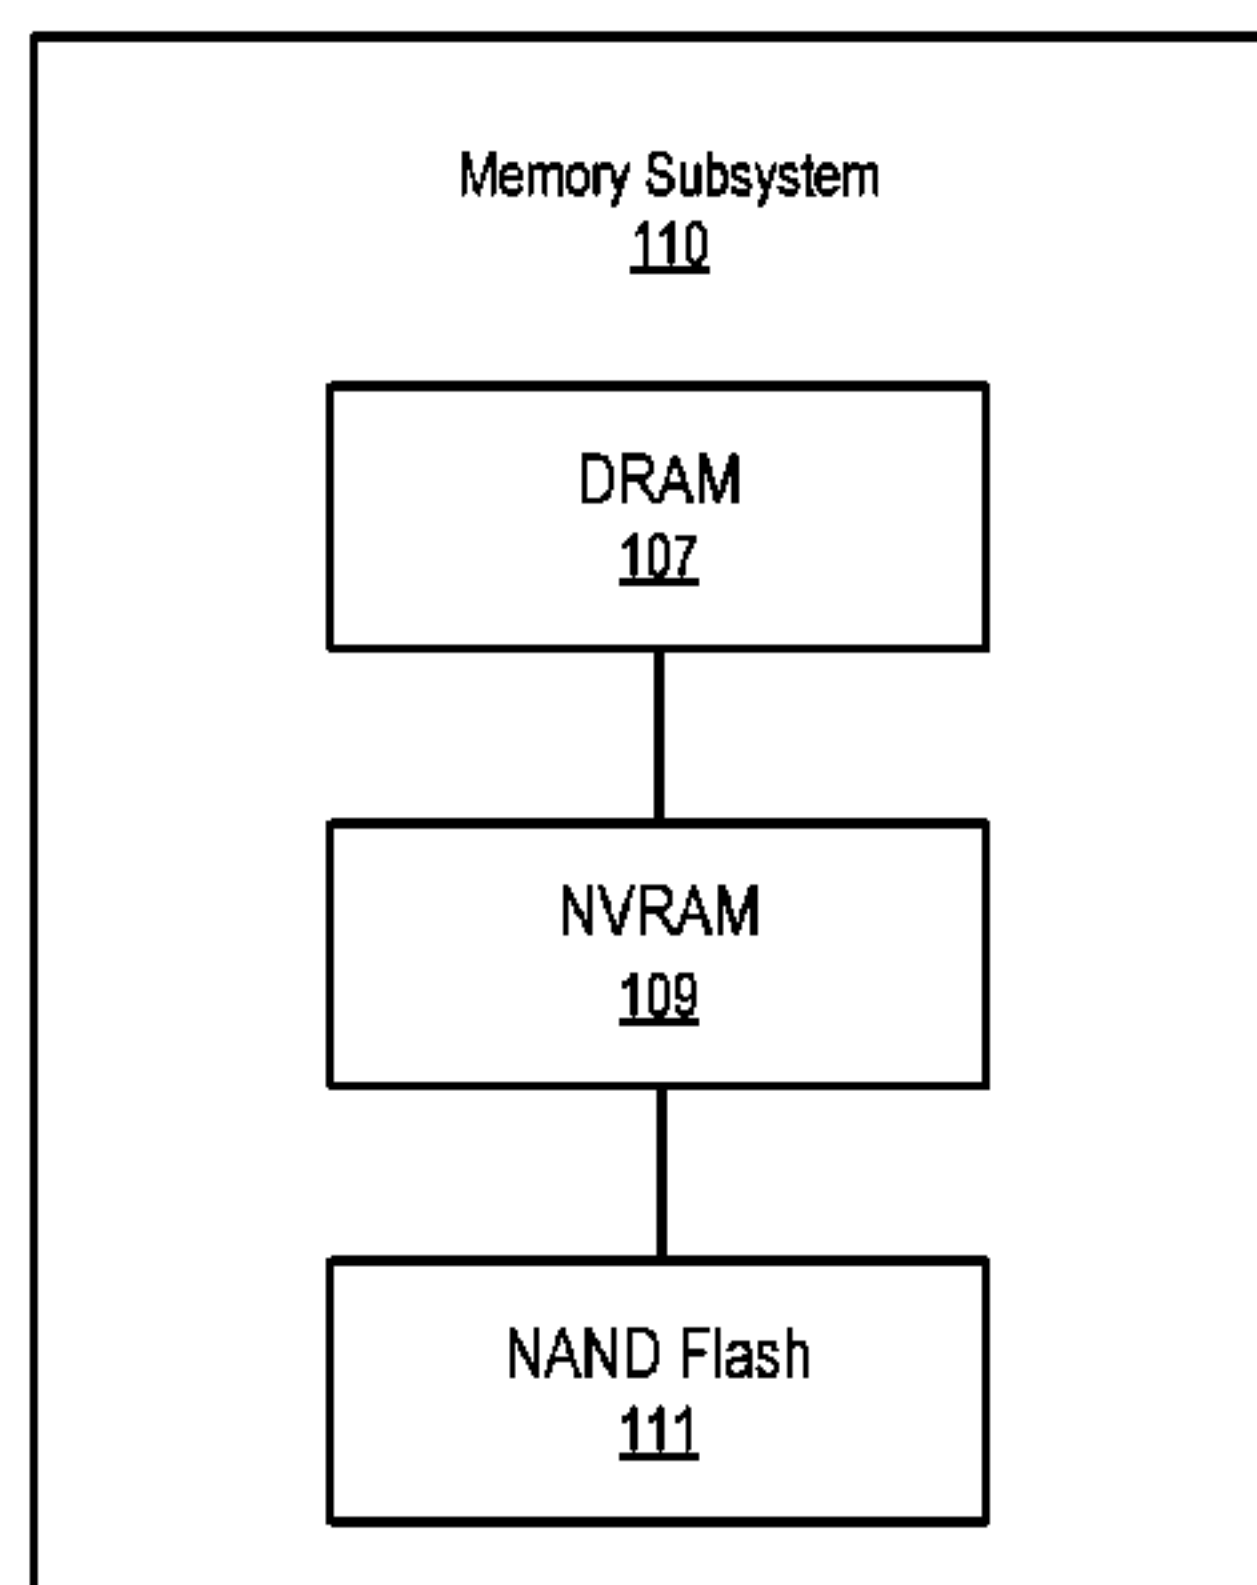 Memory Subsystem
110
DRAM
107
NVRAM
109
NAND Flash
111